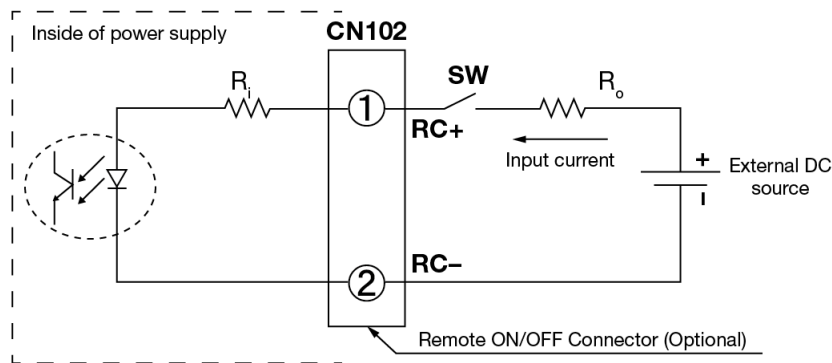 Inside of power supply
CN102
SW
Ri
Ro
1
RC+
Input current
+
External DC
source
RC–
2
Remote ON/OFF Connector (Optional)